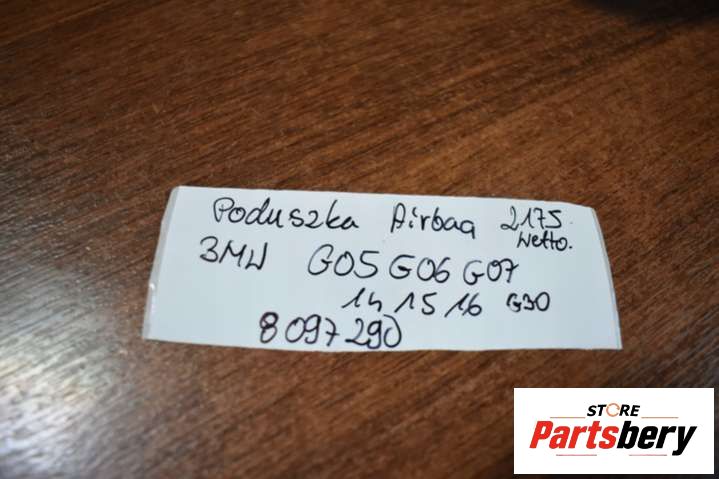 Poduszka Airbag 2175
Netto.
BMW G05 G06 G07
14 15 16 G30
8097290
STORE
Partsbery